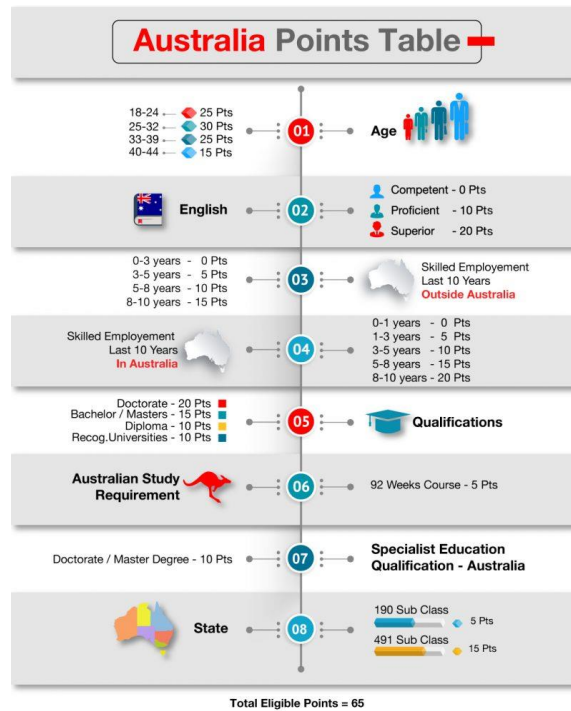 Australia Points Table
18-24 25 Pts
25-32 30 Pts
33-39 25 Pts
40-44 15 Pts
01
Age
English
02
Competent - 0 Pts
Proficient - 10 Pts
Superior - 20 Pts
0-3 years - 0 Pts
3-5 years - 5 Pts
5-8 years - 10 Pts
8-10 years - 15 Pts
03
Skilled Employment
Last 10 Years
Outside Australia
Skilled Employement
Last 10 Years
In Australia
04
0-1 years - 0 Pts
1-3 years - 5 Pts
3-5 years - 10 Pts
5-8 years - 15 Pts
8-10 years - 20 Pts
Doctorate - 20 Pts
Bachelor / Masters - 15 Pts
Diploma - 10 Pts
Recog.Universities - 10 Pts
05
Qualifications
Australian Study
Requirement
06
92 Weeks Course - 5 Pts
Doctorate / Master Degree - 10 Pts
07
Specialist Education
Qualification - Australia
State
08
190 Sub Class
5 Pts
491 Sub Class
15 Pts
Total Eligible Points = 65